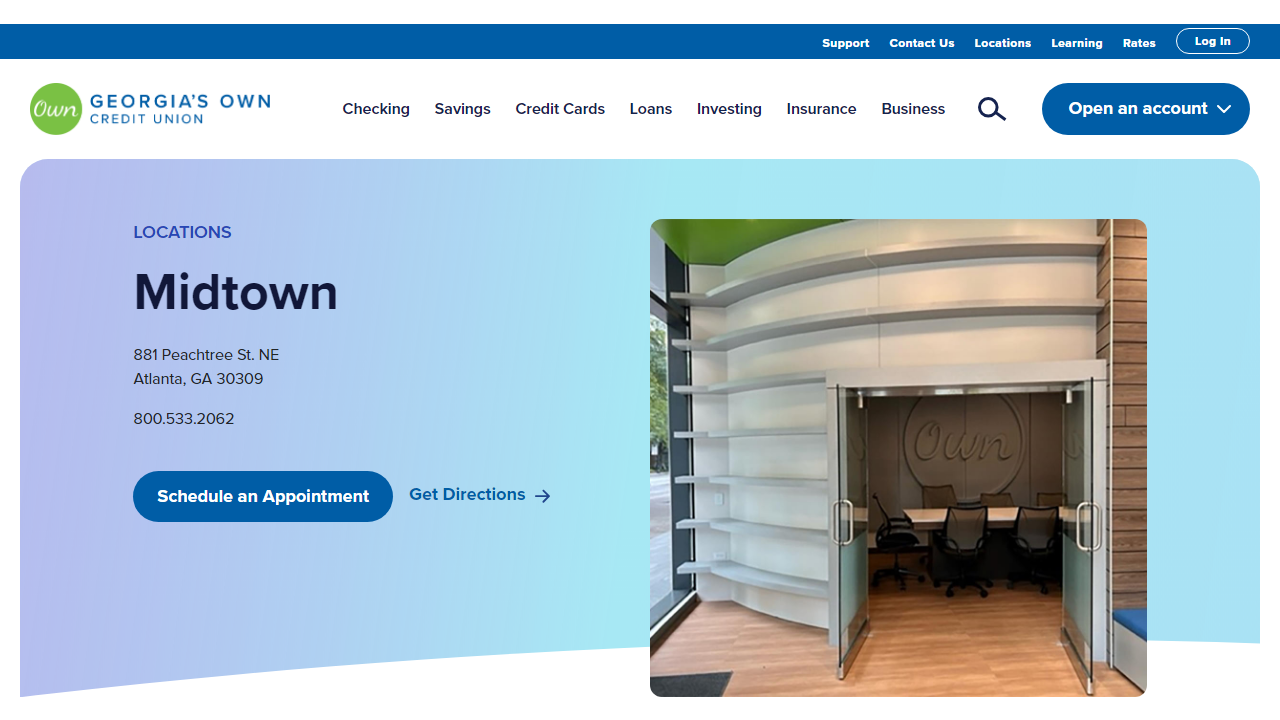 Support Contact Us Locations Learning Rates Log In
Own GEORGIA'S OWN
CREDIT UNION
Checking Savings Credit Cards Loans Investing Insurance Business Open an account
LOCATIONS
Midtown
881 Peachtree St. NE
Atlanta, GA 30309
800.533.2062
Schedule an Appointment Get Directions
Own